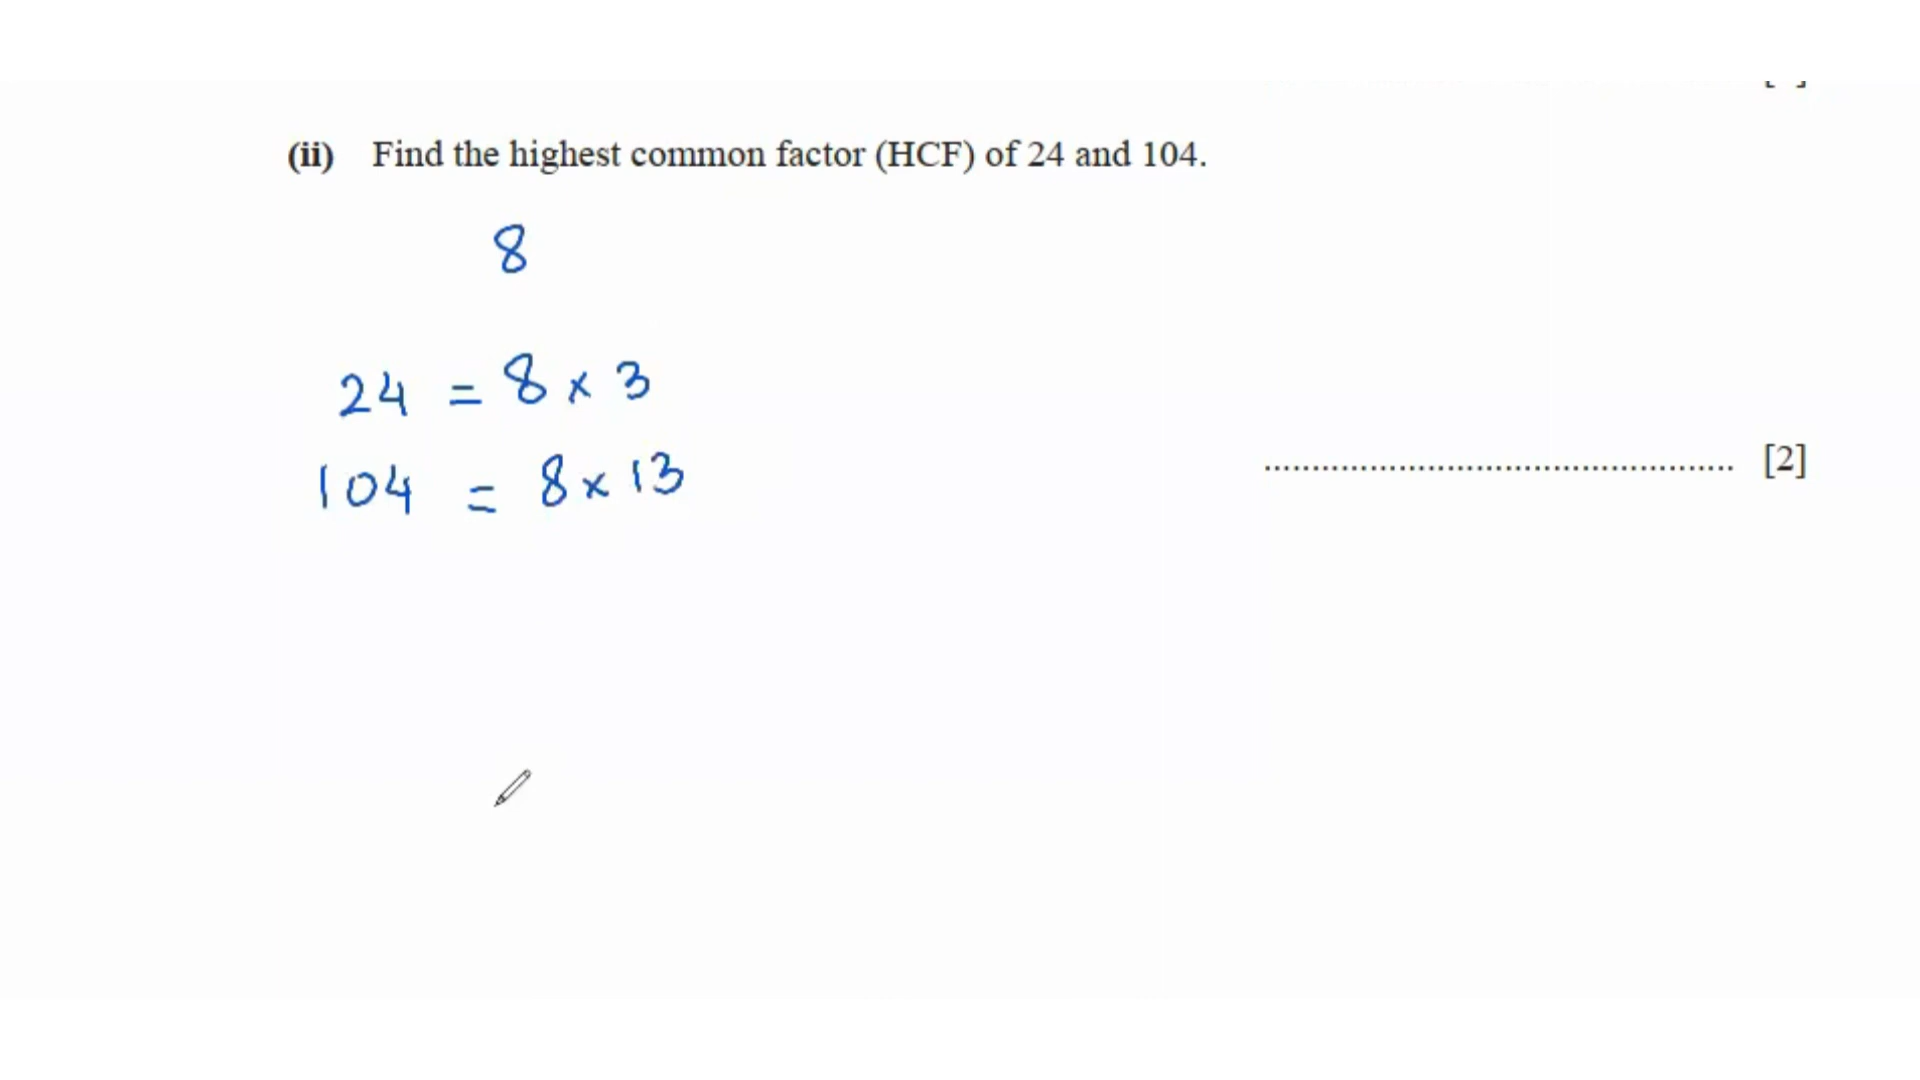 (ii) Find the highest common factor (HCF) of 24 and 104.
8
24 = 8 x 3
104 = 8 x 13
................................................ [2]